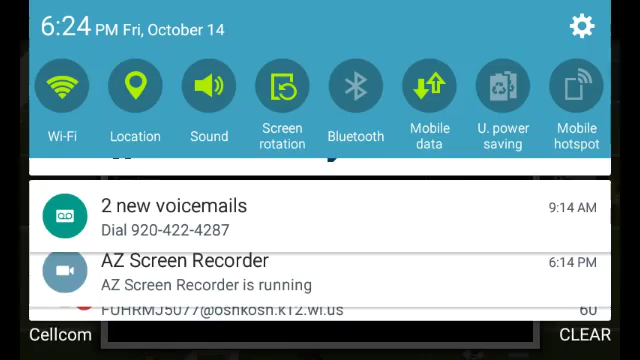 6:24 PM Fri, October 14
Wi-Fi
Location
Sound
Screen rotation
Bluetooth
Mobile data
U. power saving
Mobile hotspot
2 new voicemails
9:14 AM
Dial 920-422-4287
AZ Screen Recorder
6:14 PM
AZ Screen Recorder is running
FUHRMJ5077@oshkosh.k12.wi.us
60
Cellcom
CLEAR